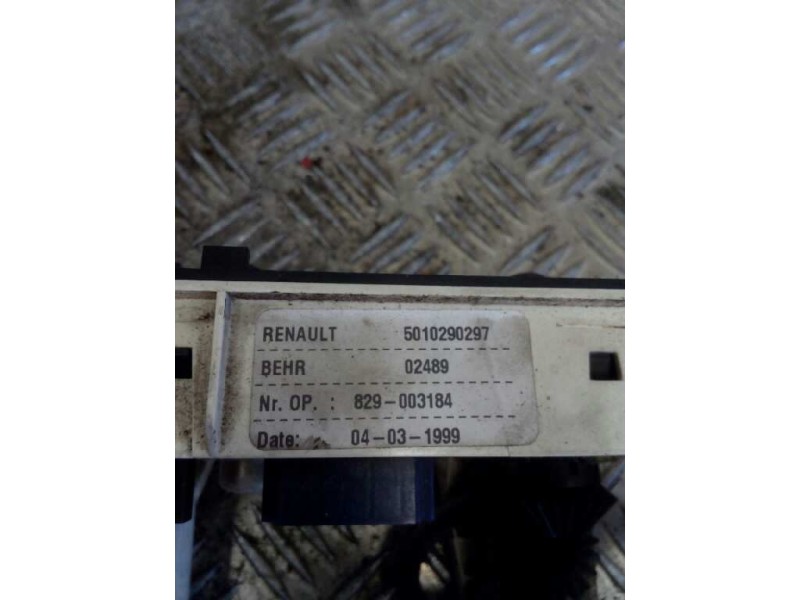 RENAULT 5010290297
BEHR 02489
Nr. OP. : 829-003184
Date: 04-03-1999